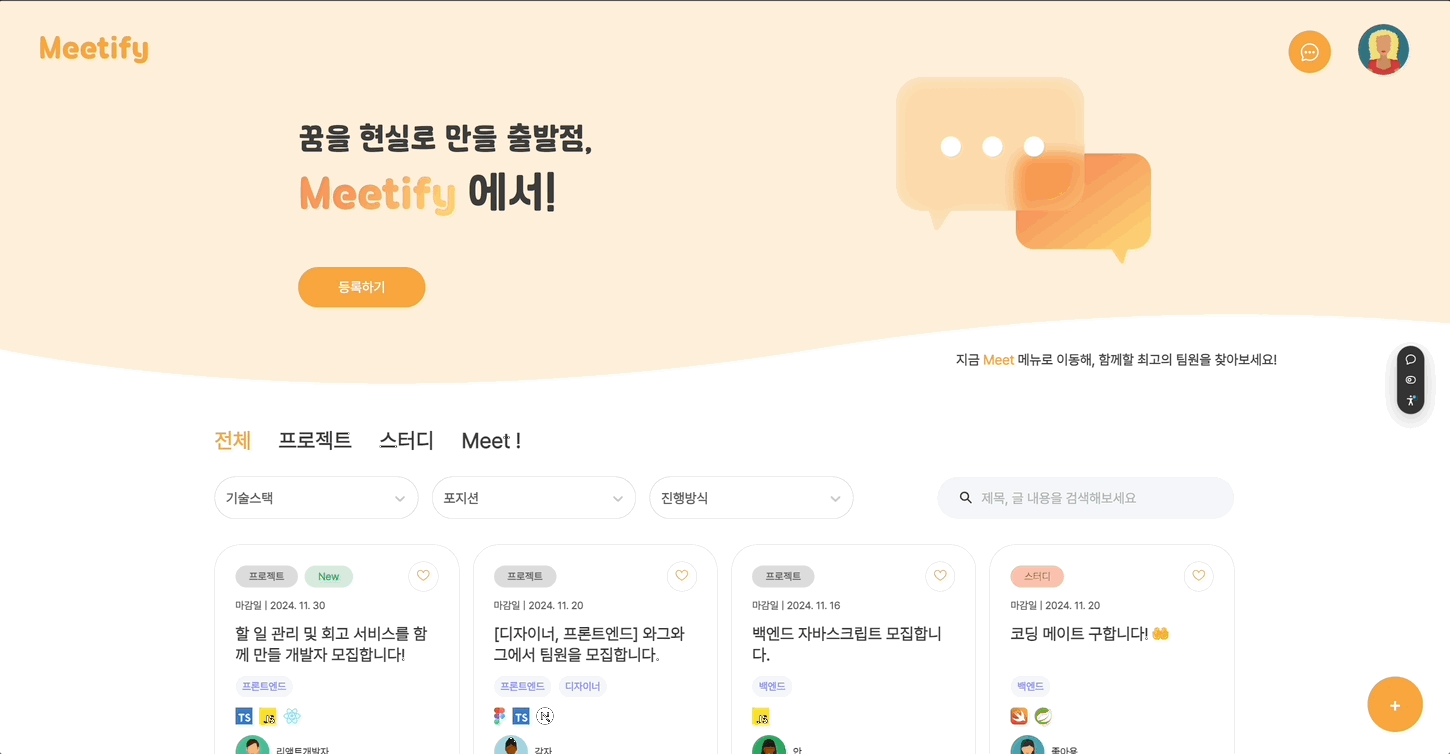 Meetify
꿈을 현실로 만들 출발점,
Meetify 에서!
등록하기
지금 Meet 메뉴로 이동해, 함께할 최고의 팀원을 찾아보세요!
전체 프로젝트 스터디 Meet !
기술스택 포지션 진행방식 제목, 글 내용을 검색해보세요
프로젝트 New
마감일 | 2024. 11. 30
할 일 관리 및 회고 서비스를 함
께 만들 개발자 모집합니다!
프론트엔드
TS JS
리액트개발자
프로젝트
마감일 | 2024. 11. 20
[디자이너, 프론트엔드] 와그와
그에서 팀원을 모집합니다.
프론트엔드 디자이너
TS N
감자
프로젝트
마감일 | 2024. 11. 16
백엔드 자바스크립트 모집합니
다.
백엔드
JS
안
스터디
마감일 | 2024. 11. 20
코딩 메이트 구합니다! 🤲
백엔드
좋아용
+